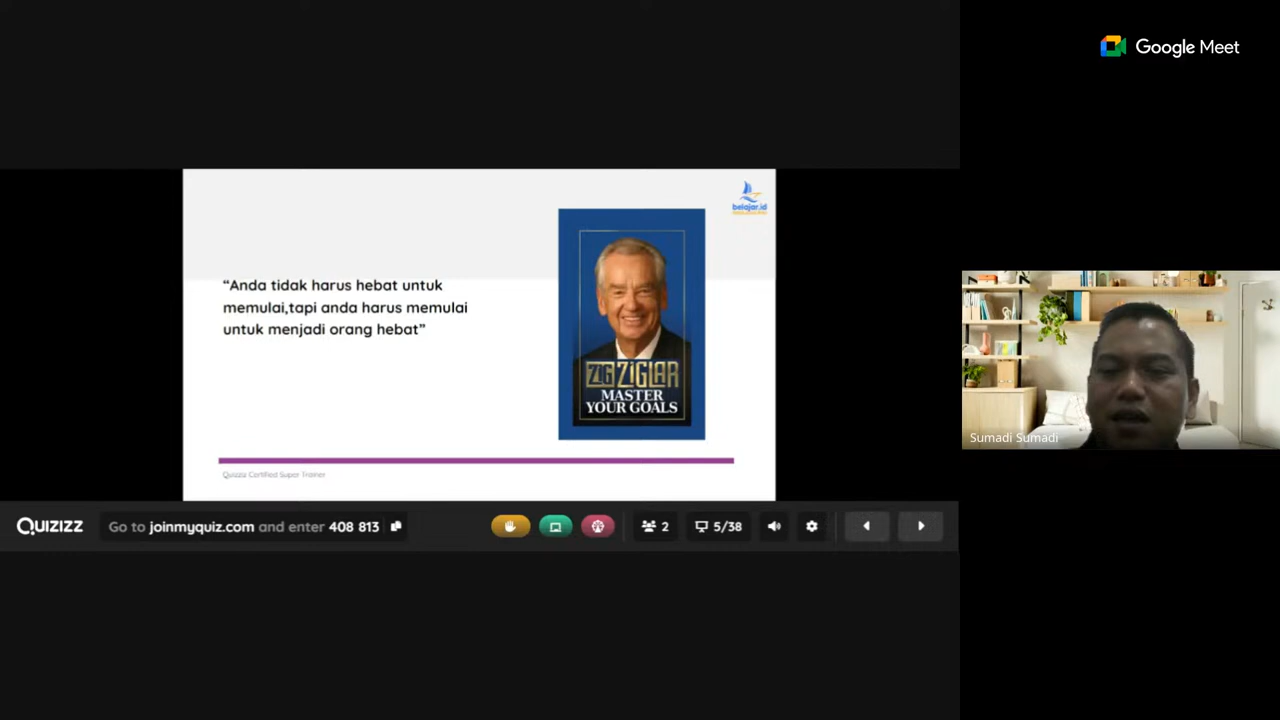 Google Meet
belajar.id
“Anda tidak harus hebat untuk
memulai,tapi anda harus memulai
untuk menjadi orang hebat”
ZIG ZIGLAR
MASTER
YOUR GOALS
Quizizz Certified Super Trainer
Sumadi Sumadi
QUIZIZZ
Go to joinmyquiz.com and enter 408 813
2
5/38